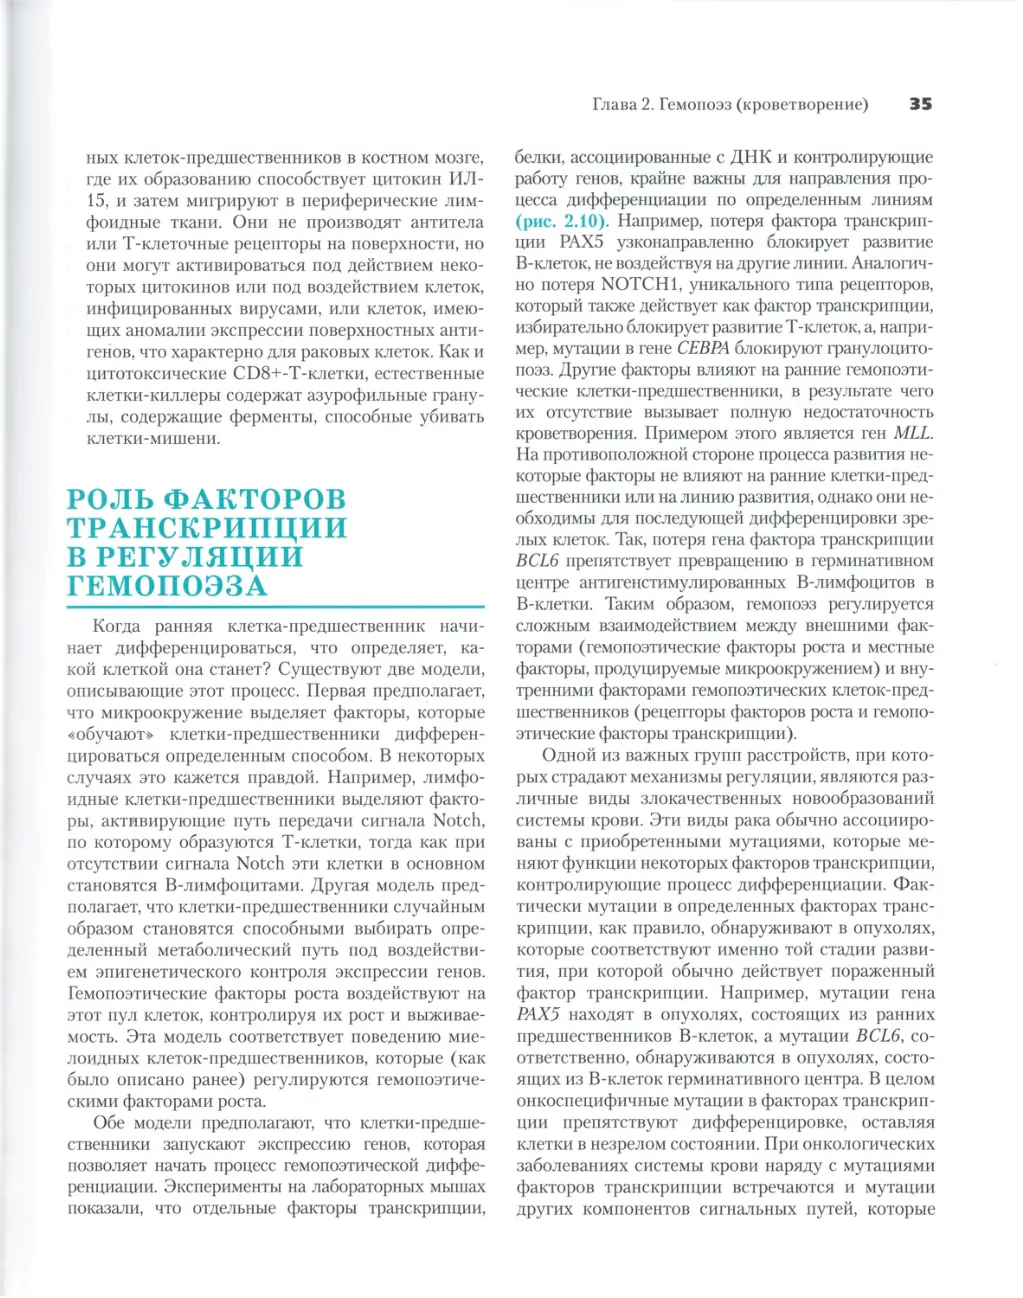 Глава 2. Гемопоэз (кроветворение) 35
ных клеток-предшественников в костном мозге,
где их образованию способствует цитокин ИЛ-
15, и затем мигрируют в периферические лим-
фоидные ткани. Они не производят антитела
или Т-клеточные рецепторы на поверхности, но
они могут активироваться под действием неко-
торых цитокинов или под воздействием клеток,
инфицированных вирусами, или клеток, имею-
щих аномалии экспрессии поверхностных анти-
генов, что характерно для раковых клеток. Как и
цитотоксические CD8+-Т-клетки, естественные
клетки-киллеры содержат азурофильные грану-
лы, содержащие ферменты, способные убивать
клетки-мишени.
РОЛЬ ФАКТОРОВ
ТРАНСКРИПЦИИ
В РЕГУЛЯЦИИ
ГЕМОПОЭЗА
Когда ранняя клетка-предшественник начи-
нает дифференцироваться, что определяет, ка-
кой клеткой она станет? Существуют две модели,
описывающие этот процесс. Первая предполагает,
что микроокружение выделяет факторы, которые
«обучают» клетки-предшественники дифферен-
цироваться определенным способом. В некоторых
случаях это кажется правдой. Например, лимфо-
идные клетки-предшественники выделяют факто-
ры, активирующие путь передачи сигнала Notch,
по которому образуются Т-клетки, тогда как при
отсутствии сигнала Notch эти клетки в основном
становятся В-лимфоцитами. Другая модель пред-
полагает, что клетки-предшественники случайным
образом становятся способными выбирать опре-
деленный метаболический путь под воздействи-
ем эпигенетического контроля экспрессии генов.
Гемопоэтические факторы роста воздействуют на
этот пул клеток, контролируя их рост и выживае-
мость. Эта модель соответствует поведению мие-
лоидных клеток-предшественников, которые (как
было описано ранее) регулируются гемопоэтиче-
скими факторами роста.
Обе модели предполагают, что клетки-предше-
ственники запускают экспрессию генов, которая
позволяет начать процесс гемопоэтической диффе-
ренциации. Эксперименты на лабораторных мышах
показали, что отдельные факторы транскрипции,
белки, ассоциированные с ДНК и контролирующие
работу генов, крайне важны для направления про-
цесса дифференциации по определенным линиям
(рис. 2.10). Например, потеря фактора транскрип-
ции PAX5 узконаправленно блокирует развитие
В-клеток, не воздействуя на другие линии. Аналогич-
но потеря NOTCH1, уникального типа рецепторов,
который также действует как фактор транскрипции,
избирательно блокирует развитие Т-клеток, а, напри-
мер, мутации в гене CEBPA блокируют гранулоцито-
поэз. Другие факторы влияют на ранние гемопоэти-
ческие клетки-предшественники, в результате чего
их отсутствие вызывает полную недостаточность
кроветворения. Примером этого является ген MLL.
На противоположной стороне процесса развития не-
которые факторы не влияют на ранние клетки-пред-
шественники или на линию развития, однако они не-
обходимы для последующей дифференцировки зре-
лых клеток. Так, потеря гена фактора транскрипции
BCL6 препятствует превращению в герминативном
центре антигенстимулированных В-лимфоцитов в
В-клетки. Таким образом, гемопоэз регулируется
сложным взаимодействием между внешними фак-
торами (гемопоэтические факторы роста и местные
факторы, продуцируемые микроокружением) и вну-
тренними факторами гемопоэтических клеток-пред-
шественников (рецепторы факторов роста и гемопо-
этические факторы транскрипции).
Одной из важных групп расстройств, при кото-
рых страдают механизмы регуляции, являются раз-
личные виды злокачественных новообразований
системы крови. Эти виды рака обычно ассоцииро-
ваны с приобретенными мутациями, которые ме-
няют функции некоторых факторов транскрипции,
контролирующие процесс дифференциации. Фак-
тически мутации в определенных факторах транс-
крипции, как правило, обнаруживают в опухолях,
которые соответствуют именно той стадии разви-
тия, при которой обычно действует пораженный
фактор транскрипции. Например, мутации гена
PAX5 находят в опухолях, состоящих из ранних
предшественников В-клеток, а мутации BCL6, со-
ответственно, обнаруживаются в опухолях, состо-
ящих из В-клеток герминативного центра. В целом
онкоспецифичные мутации в факторах транскрип-
ции препятствуют дифференцировке, оставляя
клетки в незрелом состоянии. При онкологических
заболеваниях системы крови наряду с мутациями
факторов транскрипции встречаются и мутации
других компонентов сигнальных путей, которые